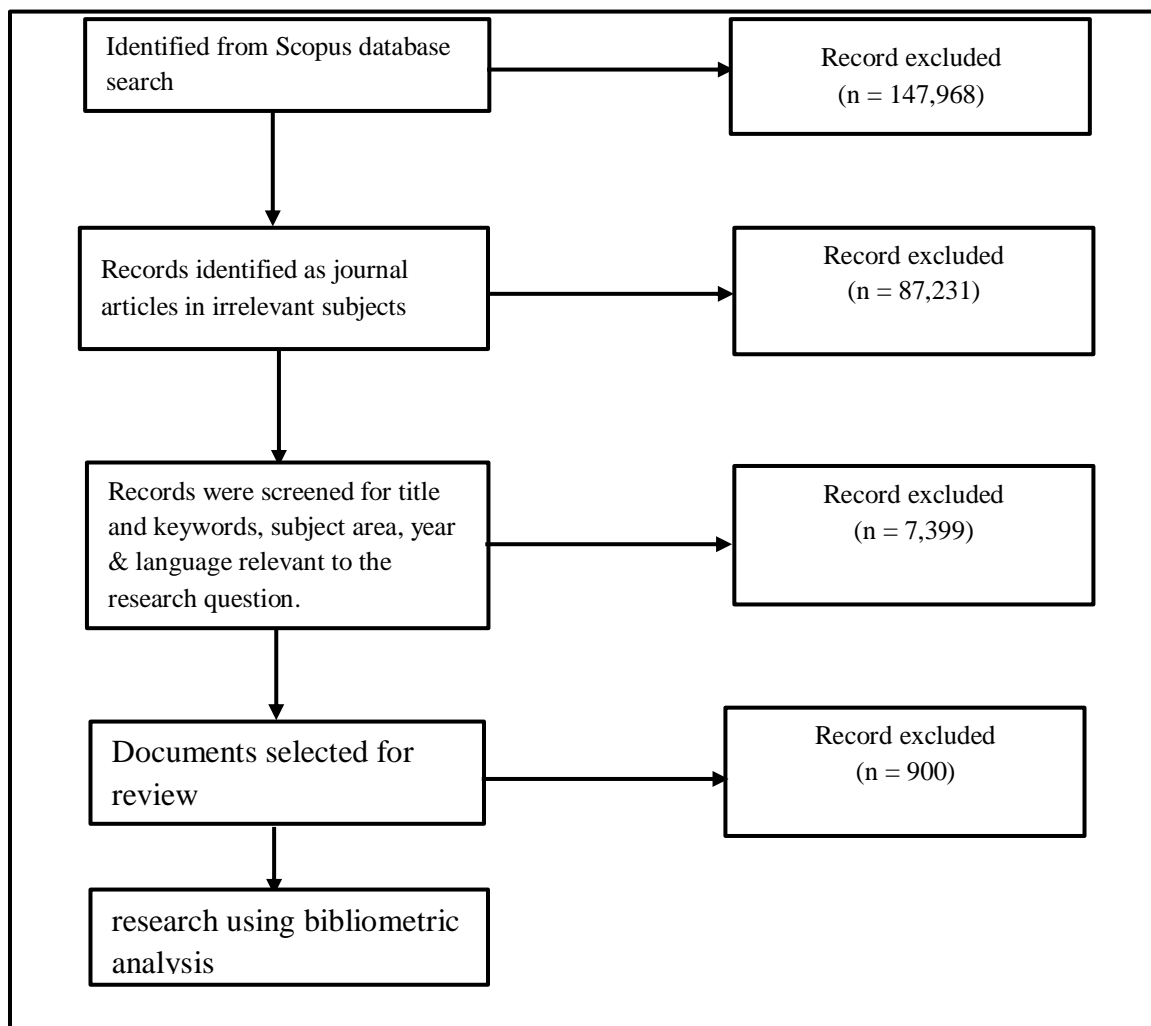 Identified from Scopus database
search
Record excluded
(n = 147,968)
Records identified as journal
articles in irrelevant subjects
Record excluded
(n = 87,231)
Records were screened for title
and keywords, subject area, year
& language relevant to the
research question.
Record excluded
(n = 7,399)
Documents selected for
review
Record excluded
(n = 900)
research using bibliometric
analysis